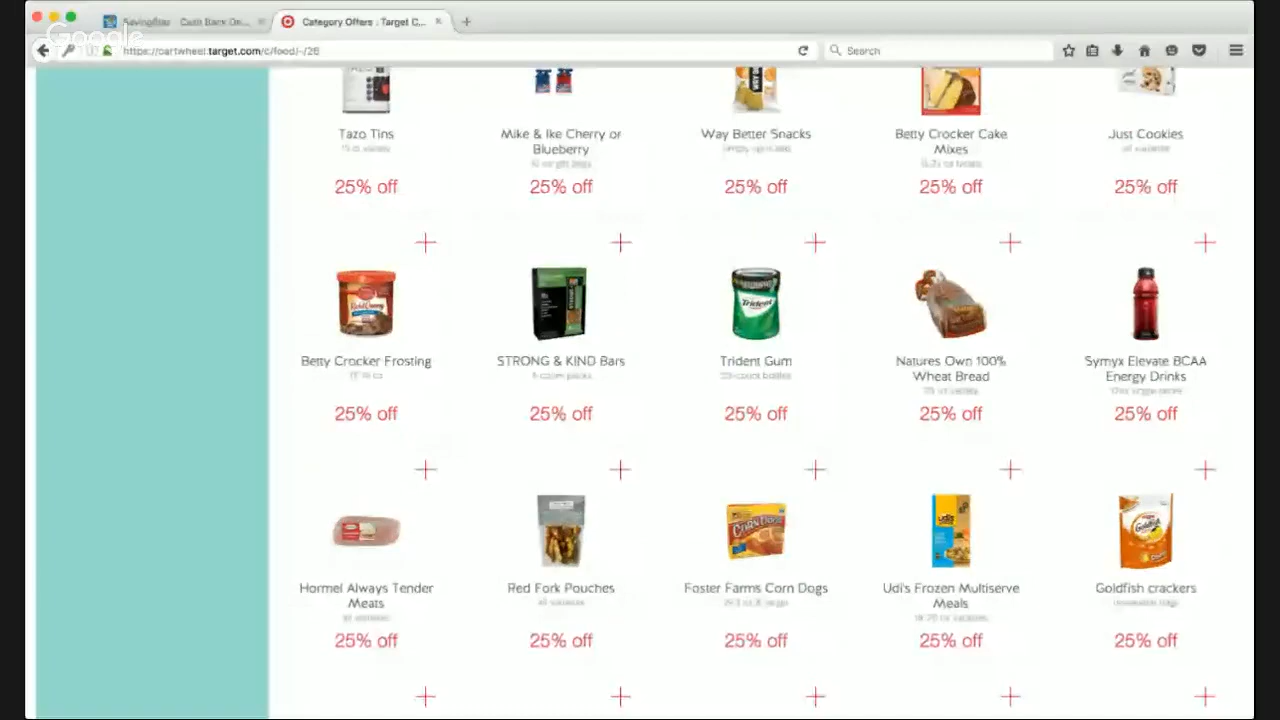 SavingStar Cash Back On...
Category Offers : Target C...
Google
https://cartwheel.target.com/c/food/-/26
Search
Tazo Tins
Mike & Ike Cherry or
Blueberry
Way Better Snacks
Betty Crocker Cake
Mixes
Just Cookies
25% off
25% off
25% off
25% off
25% off
Betty Crocker Frosting
STRONG & KIND Bars
Trident Gum
Natures Own 100%
Wheat Bread
Symyx Elevate BCAA
Energy Drinks
25% off
25% off
25% off
25% off
25% off
Trident
Hormel Always Tender
Meats
Red Fork Pouches
Foster Farms Corn Dogs
Udi's Frozen Multiserve
Meals
Goldfish crackers
25% off
25% off
25% off
25% off
25% off